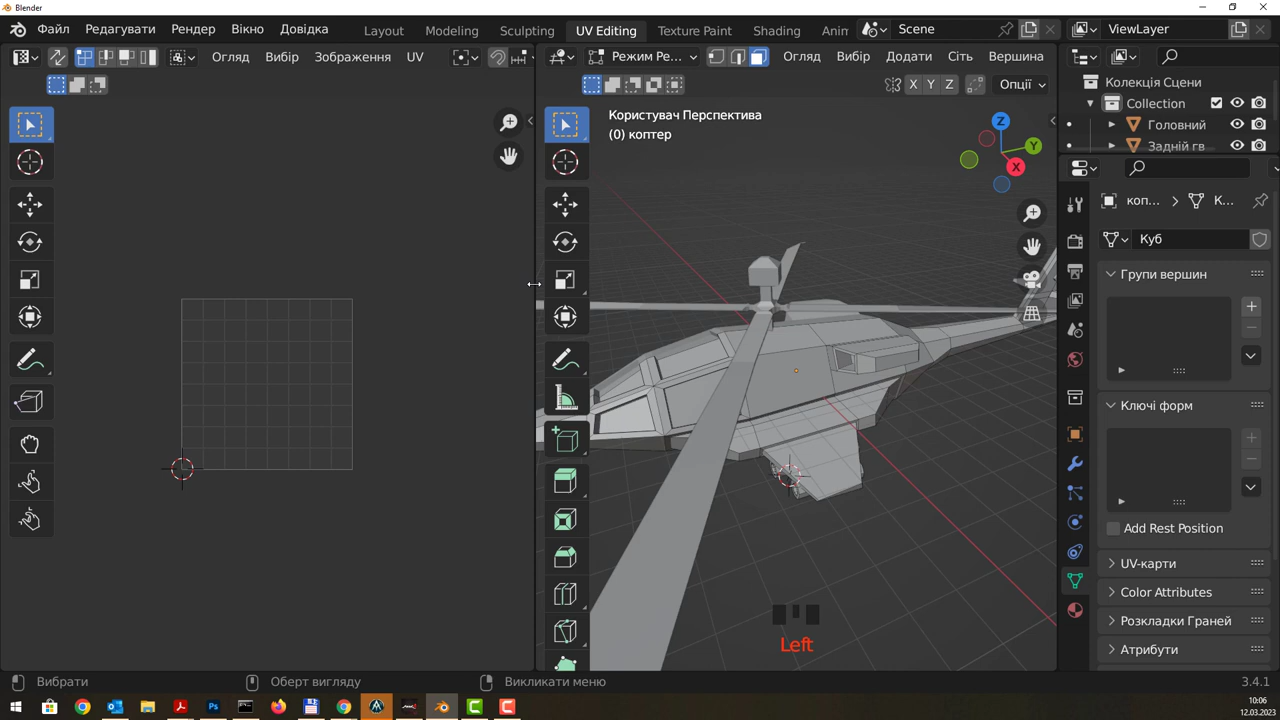 Blender
Файл Редагувати Рендер Вікно Довідка Layout Modeling Sculpting UV Editing Texture Paint Shading Anin Scene ViewLayer
Огляд Вибір Зображення UV Режим Ре... Огляд Вибір Додати Сіть Вершина
X Y Z Опції
Колекція Сцени
Collection
Головний
Задній гв
Користувач Перспектива
(0) коптер
Z
Y
X
коп... К...
Куб
Групи вершин
Ключі форм
Add Rest Position
UV-карти
Color Attributes
Розкладки Граней
Атрибути
Left
Вибрати Оберт вигляду Викликати меню 3.4.1
10:06
12.03.2023